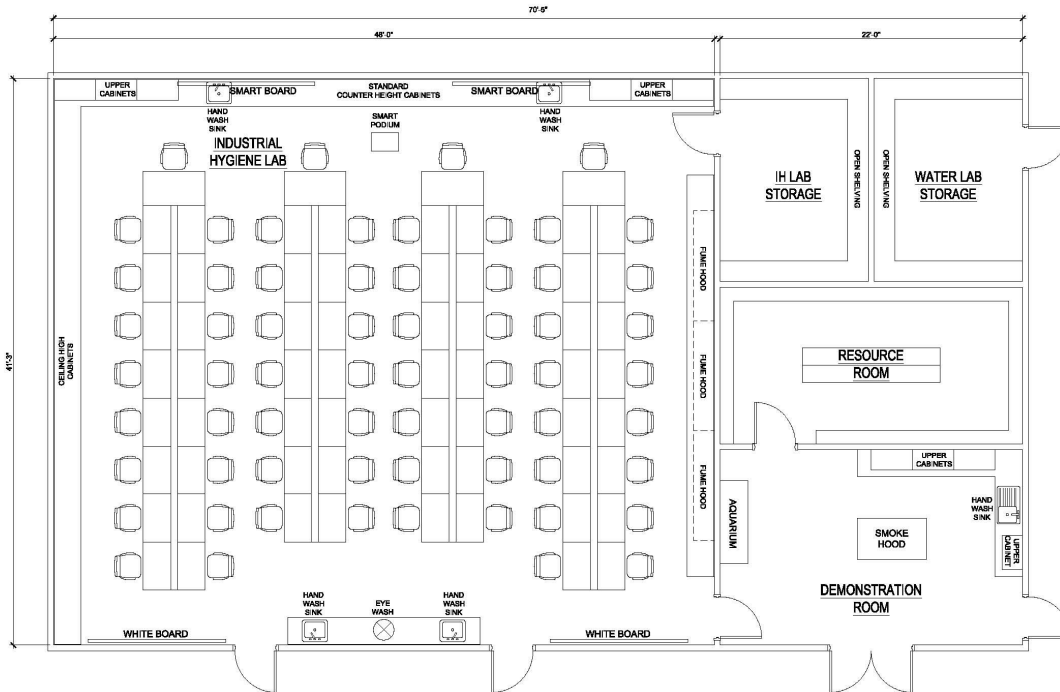 70'-6"
48'-0"
22'-0"
41'-3"
UPPER
CABINETS
SMART BOARD
STANDARD
COUNTER HEIGHT CABINETS
SMART BOARD
UPPER
CABINETS
HAND
WASH
SINK
SMART
PODIUM
HAND
WASH
SINK
INDUSTRIAL
HYGIENE LAB
IH LAB
STORAGE
OPEN SHELVING
OPEN SHELVING
WATER LAB
STORAGE
CEILING HIGH
CABINETS
FUME HOOD
FUME HOOD
FUME HOOD
RESOURCE
ROOM
UPPER
CABINETS
AQUARIUM
HAND
WASH
SINK
SMOKE
HOOD
UPPER
CABINET
DEMONSTRATION
ROOM
HAND
WASH
SINK
EYE
WASH
HAND
WASH
SINK
WHITE BOARD
WHITE BOARD